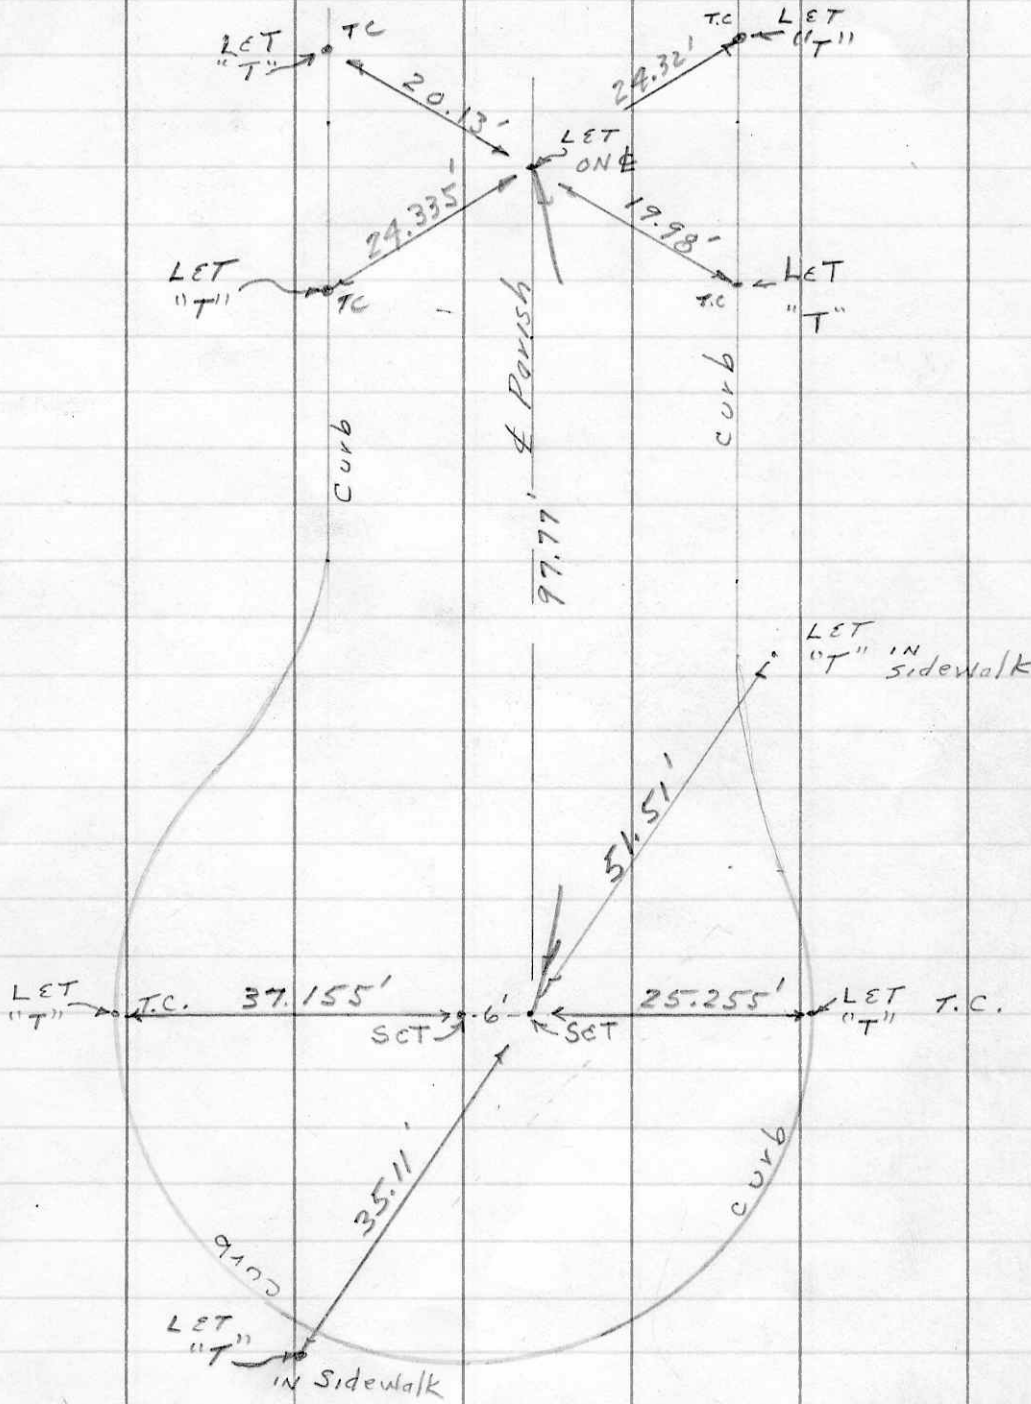 LET
"T"
TC
T.C
LET
"T"
20.13'
24.32'
LET
ON ℄
24.335'
19.98'
LET
"T"
TC
T.C
LET
"T"
℄ Parish
curb
curb
97.77'
LET
"T" IN
sidewalk
51.51'
LET
"T"
T.C. 37.155'
SET
6'
SET
25.255'
LET
"T"
T.C.
35.11'
curb
curb
LET
"T"
IN Sidewalk